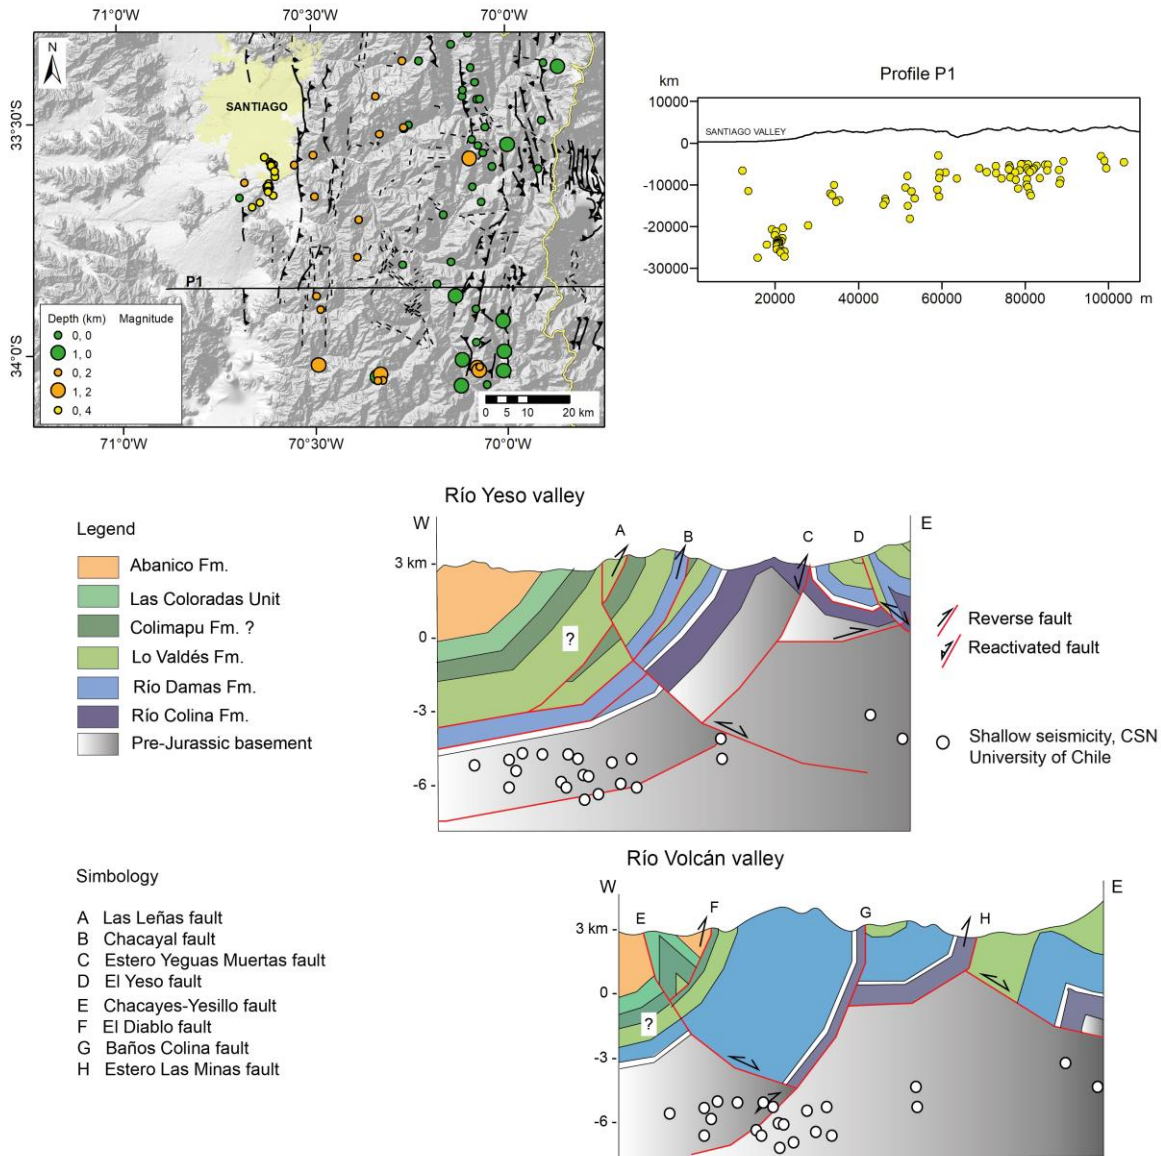 71°0'W 70°30'W 70°0'W
N
SANTIAGO
33°30'S
P1
34°0'S
Depth (km) Magnitude
0, 0
1, 0
0, 2
1, 2
0, 4
0 5 10 20 km
71°0'W 70°30'W 70°0'W
Profile P1
km
10000
SANTIAGO VALLEY
0
-10000
-20000
-30000
20000 40000 60000 80000 100000 m
Legend
Abanico Fm.
Las Coloradas Unit
Colimapu Fm. ?
Lo Valdés Fm.
Río Damas Fm.
Río Colina Fm.
Pre-Jurassic basement
Río Yeso valley
W A B C D E
3 km
0
-3
-6
?
Reverse fault
Reactivated fault
Shallow seismicity, CSN
University of Chile
Simbology
A Las Leñas fault
B Chacayal fault
C Estero Yeguas Muertas fault
D El Yeso fault
E Chacayes-Yesillo fault
F El Diablo fault
G Baños Colina fault
H Estero Las Minas fault
Río Volcán valley
W E F G H E
3 km
0
-3
-6
?